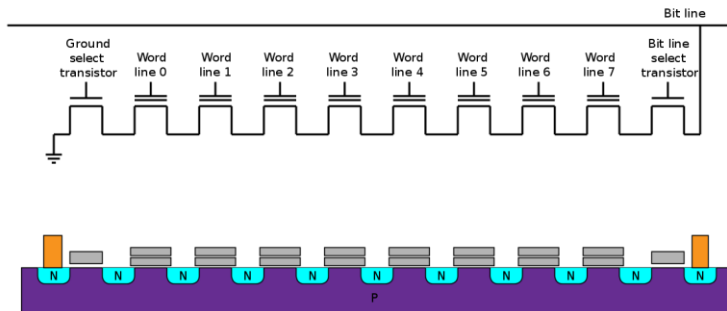 Bit line
Ground
select
transistor
Word
line 0
Word
line 1
Word
line 2
Word
line 3
Word
line 4
Word
line 5
Word
line 6
Word
line 7
Bit line
select
transistor
N
N
N
N
N
N
N
N
N
N
N
P